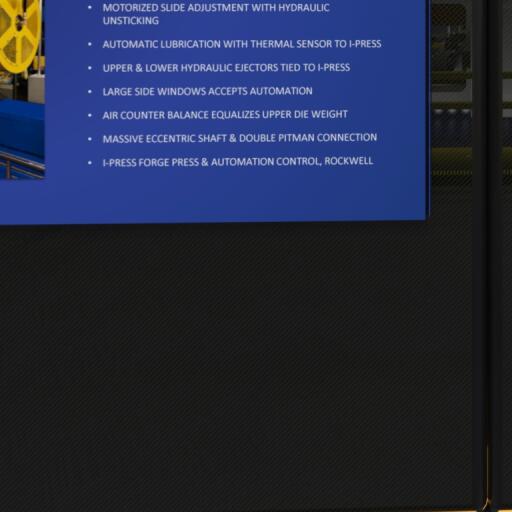 • MOTORIZED SLIDE ADJUSTMENT WITH HYDRAULIC
UNSTICKING
• AUTOMATIC LUBRICATION WITH THERMAL SENSOR TO I-PRESS
• UPPER & LOWER HYDRAULIC EJECTORS TIED TO I-PRESS
• LARGE SIDE WINDOWS ACCEPTS AUTOMATION
• AIR COUNTER BALANCE EQUALIZES UPPER DIE WEIGHT
• MASSIVE ECCENTRIC SHAFT & DOUBLE PITMAN CONNECTION
• I-PRESS FORGE PRESS & AUTOMATION CONTROL, ROCKWELL